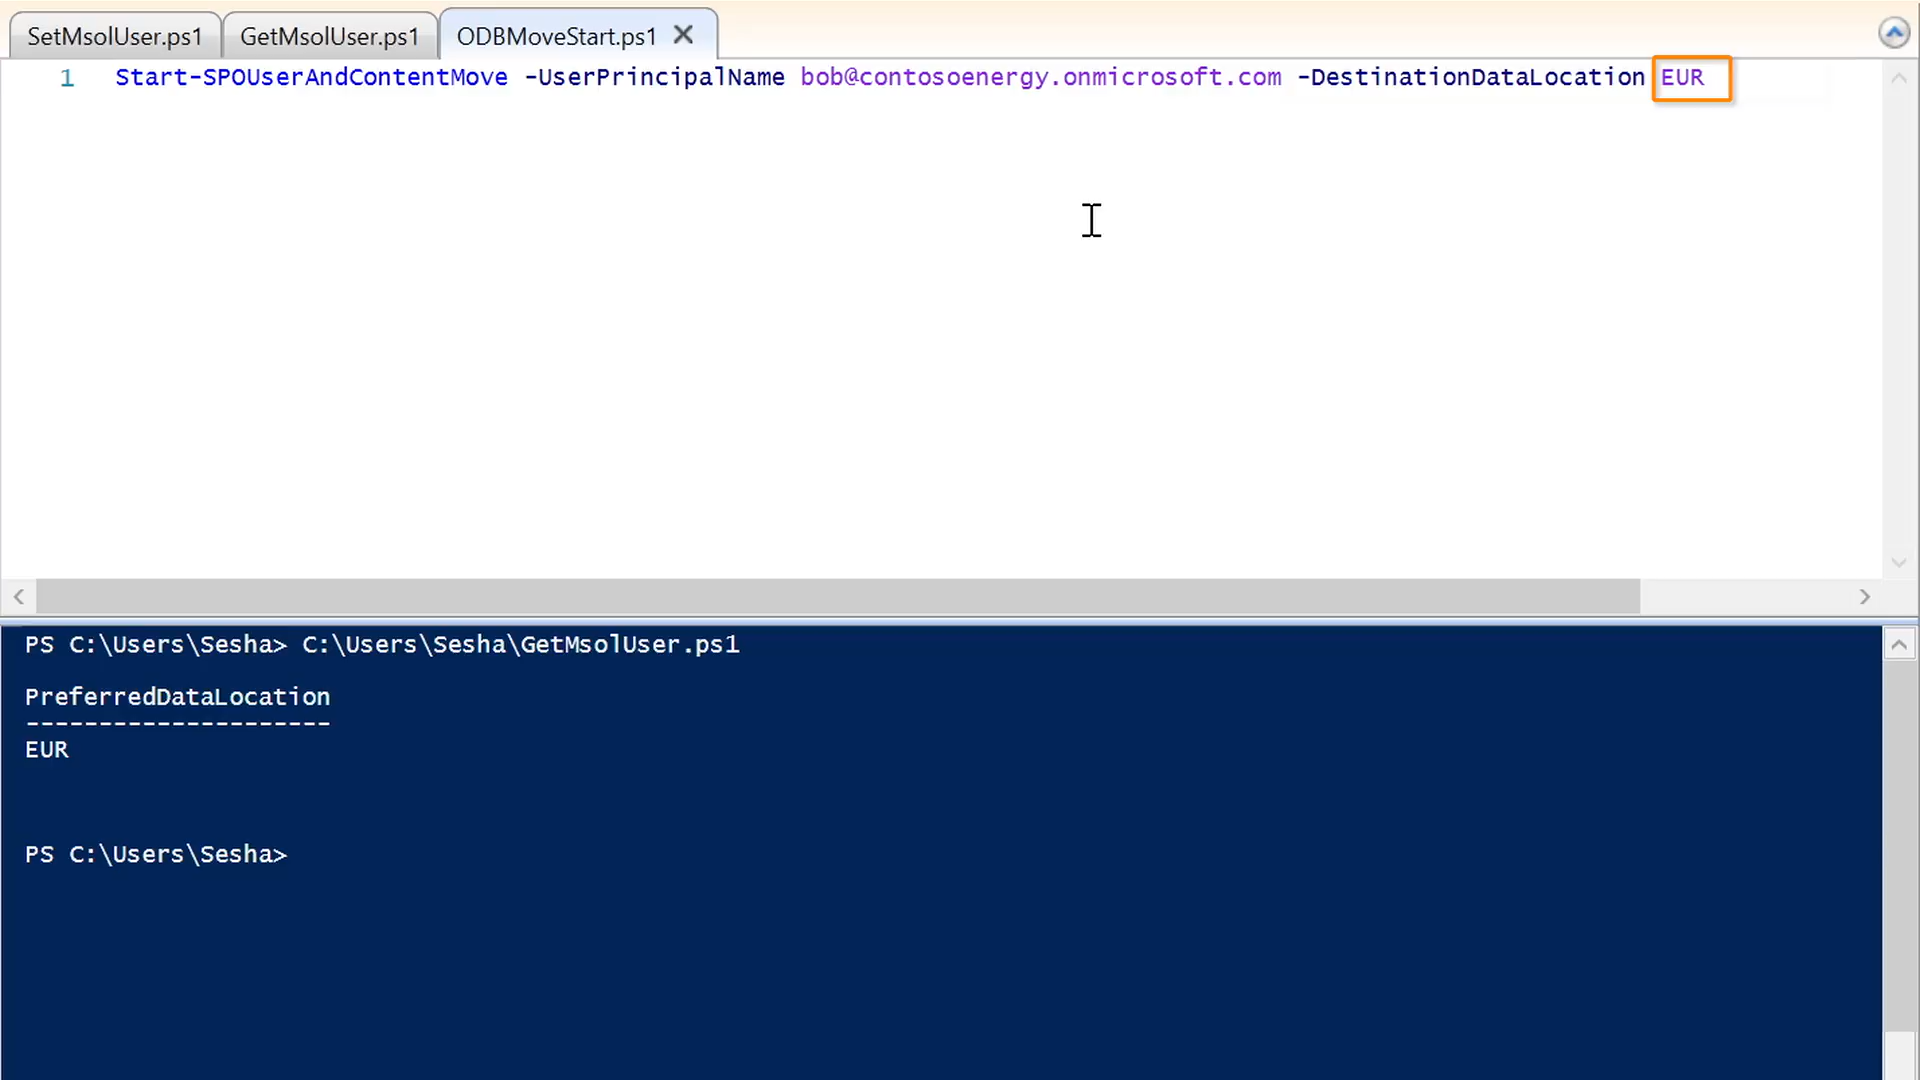 SetMsolUser.ps1 GetMsolUser.ps1 ODBMoveStart.ps1
1 Start-SPOUserAndContentMove -UserPrincipalName bob@contosoenergy.onmicrosoft.com -DestinationDataLocation EUR
PS C:\Users\Sesha> C:\Users\Sesha\GetMsolUser.ps1
PreferredDataLocation
---------------------
EUR
PS C:\Users\Sesha>